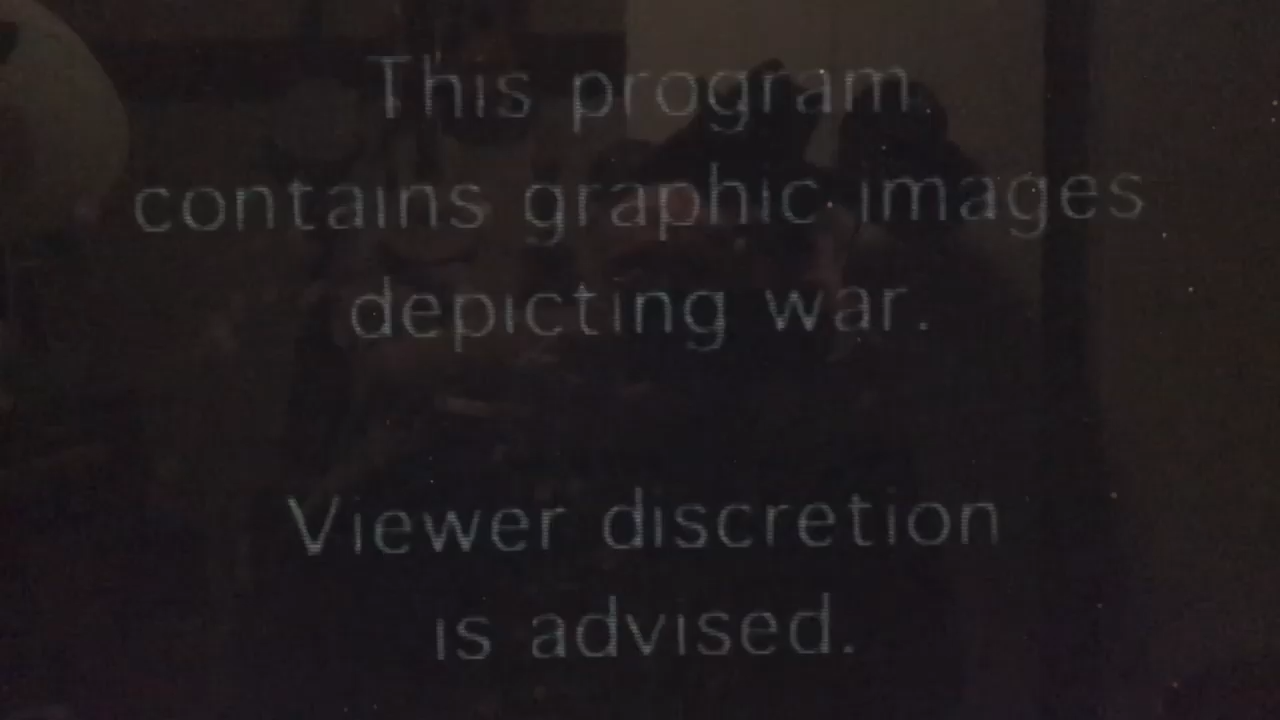 This program
contains graphic images
depicting war.
Viewer discretion
is advised.